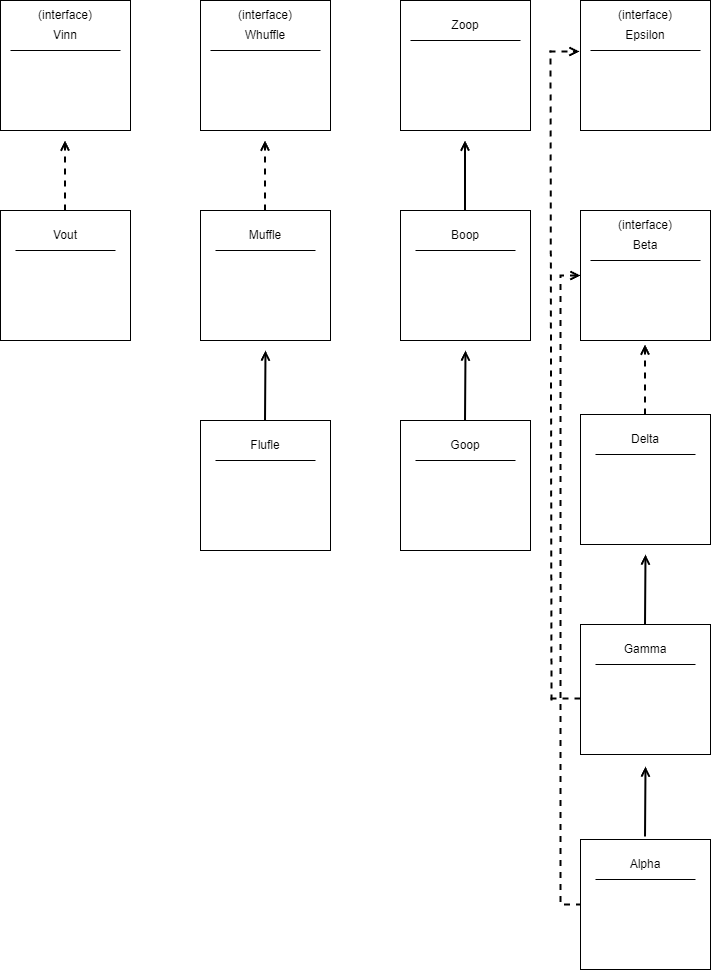 (interface)
Vinn
(interface)
Whuffle
Zoop
(interface)
Epsilon
Vout
Muffle
Boop
(interface)
Beta
Flufle
Goop
Delta
Gamma
Alpha